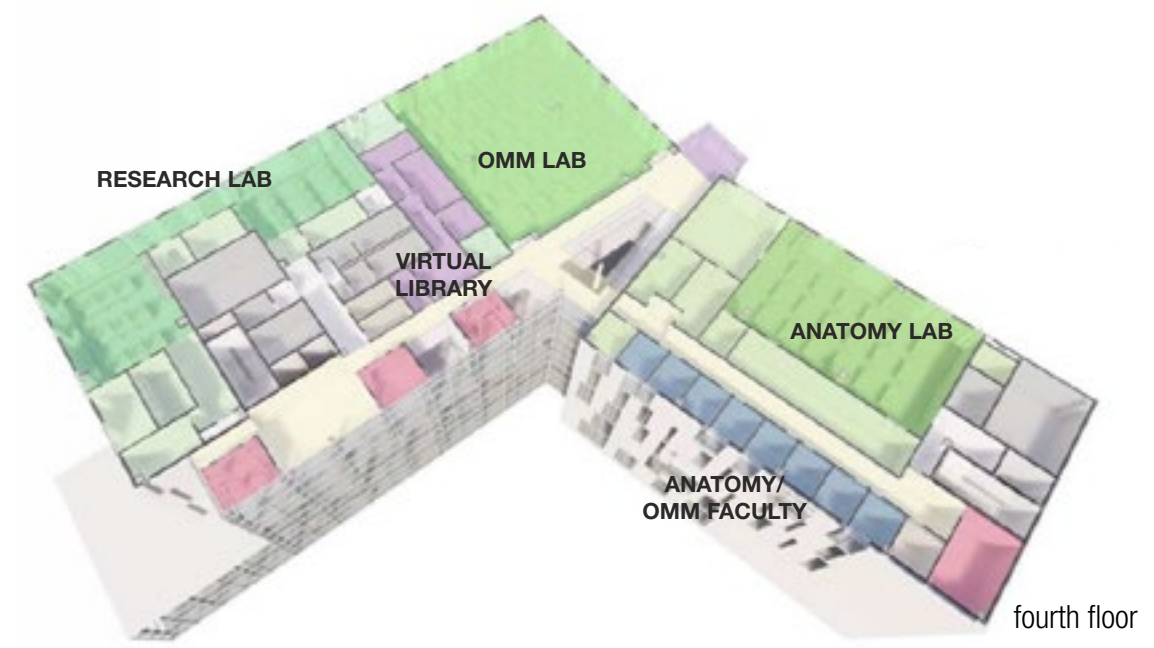 OMM LAB
RESEARCH LAB
VIRTUAL
LIBRARY
ANATOMY LAB
ANATOMY/
OMM FACULTY
fourth floor